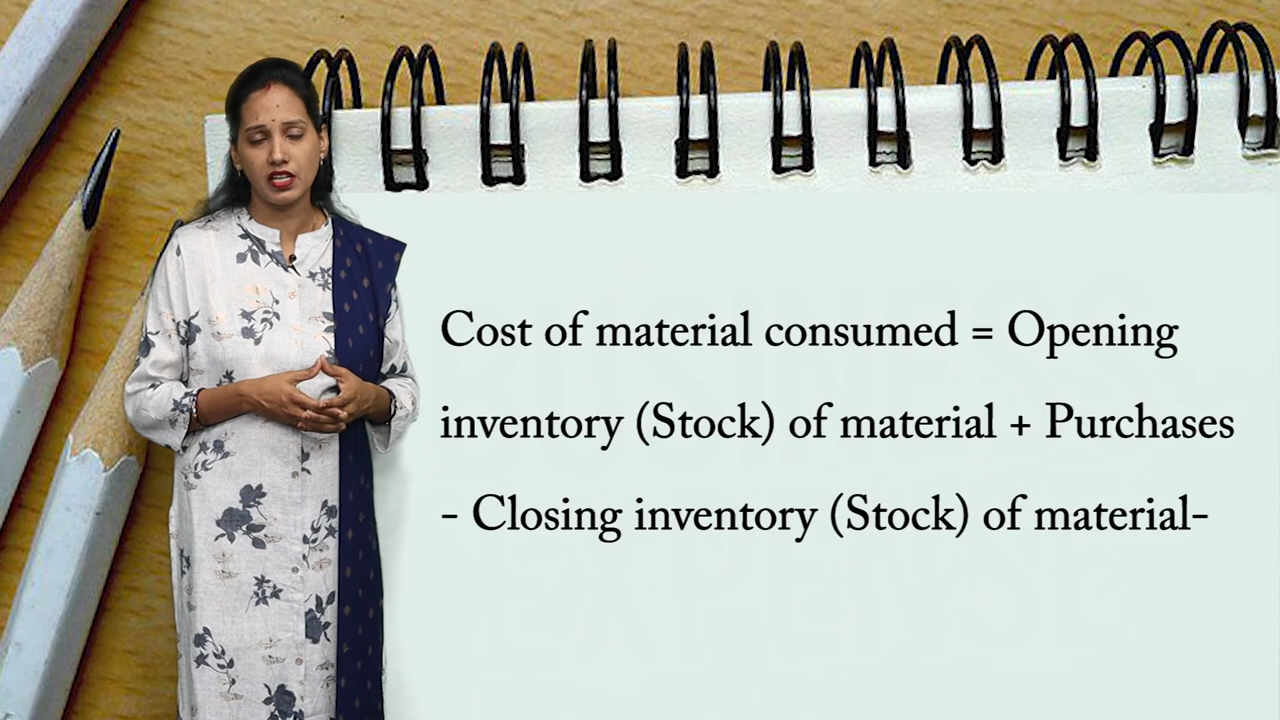 Cost of material consumed = Opening
inventory (Stock) of material + Purchases
- Closing inventory (Stock) of material-